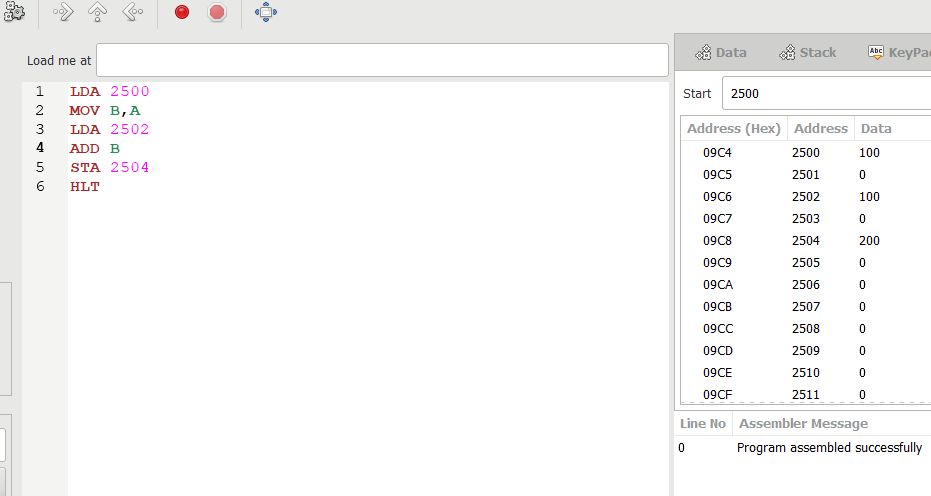 Load me at
1 LDA 2500
2 MOV B,A
3 LDA 2502
4 ADD B
5 STA 2504
6 HLT
Data Stack Abc KeyPa
Start 2500
Address (Hex) Address Data
09C4 2500 100
09C5 2501 0
09C6 2502 100
09C7 2503 0
09C8 2504 200
09C9 2505 0
09CA 2506 0
09CB 2507 0
09CC 2508 0
09CD 2509 0
09CE 2510 0
09CF 2511 0
Line No Assembler Message
0 Program assembled successfully